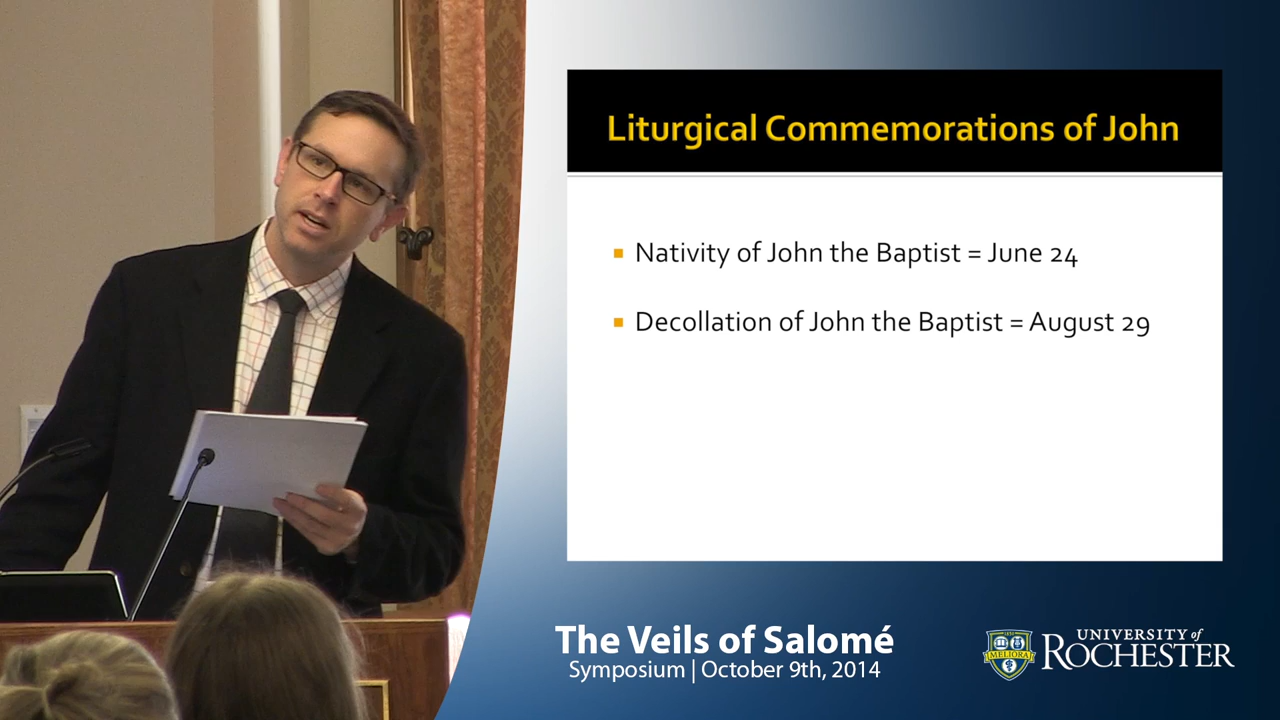 Liturgical Commemorations of John
Nativity of John the Baptist = June 24
Decollation of John the Baptist = August 29
The Veils of Salomé
Symposium | October 9th, 2014
MELIORA
UNIVERSITY of
ROCHESTER